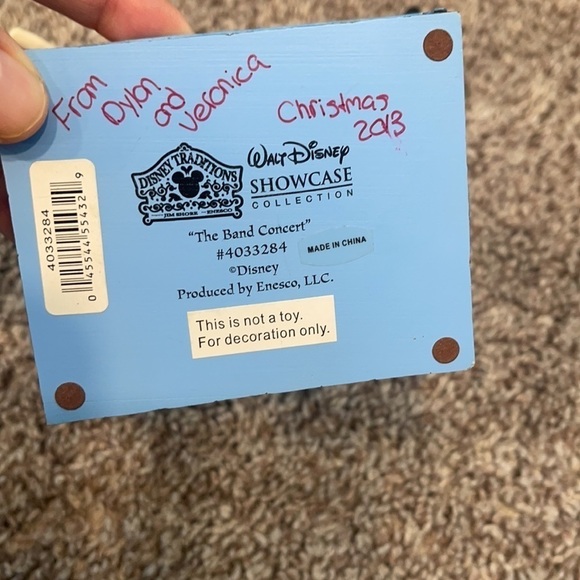 From
Dylon
and
Veronica
Christmas
2013
DISNEY TRADITIONS
JIM SHORE ENESCO
WALT DISNEY
SHOWCASE
COLLECTION
"The Band Concert"
#4033284
MADE IN CHINA
©Disney
Produced by Enesco, LLC.
This is not a toy.
For decoration only.
4033284
0 45544 55432 9